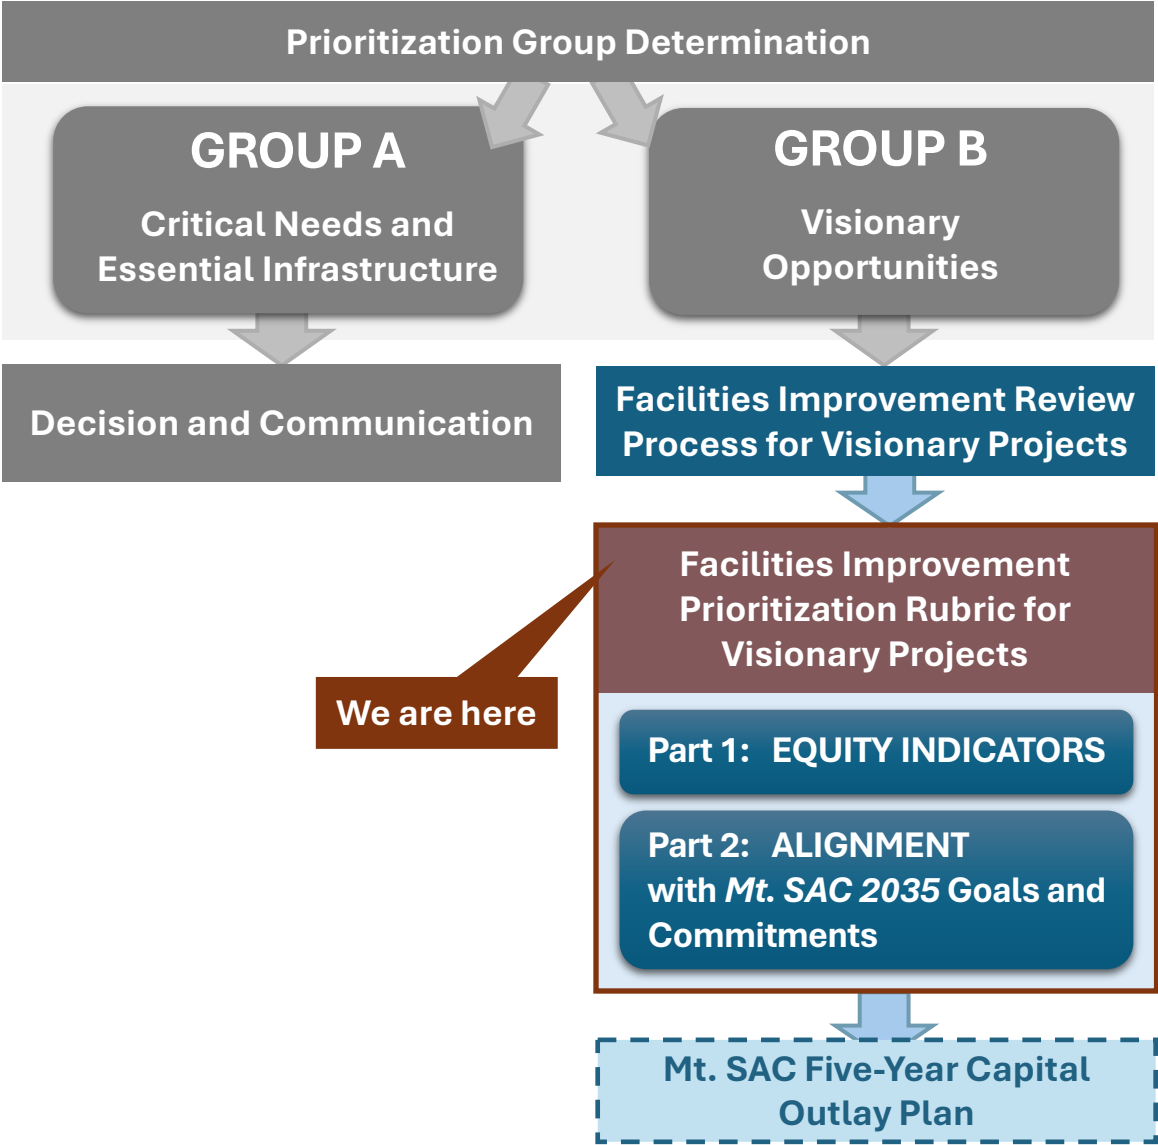 Prioritization Group Determination
GROUP A
Critical Needs and
Essential Infrastructure
GROUP B
Visionary
Opportunities
Decision and Communication
Facilities Improvement Review
Process for Visionary Projects
Facilities Improvement
Prioritization Rubric for
Visionary Projects
We are here
Part 1: EQUITY INDICATORS
Part 2: ALIGNMENT
with Mt. SAC 2035 Goals and
Commitments
Mt. SAC Five-Year Capital
Outlay Plan